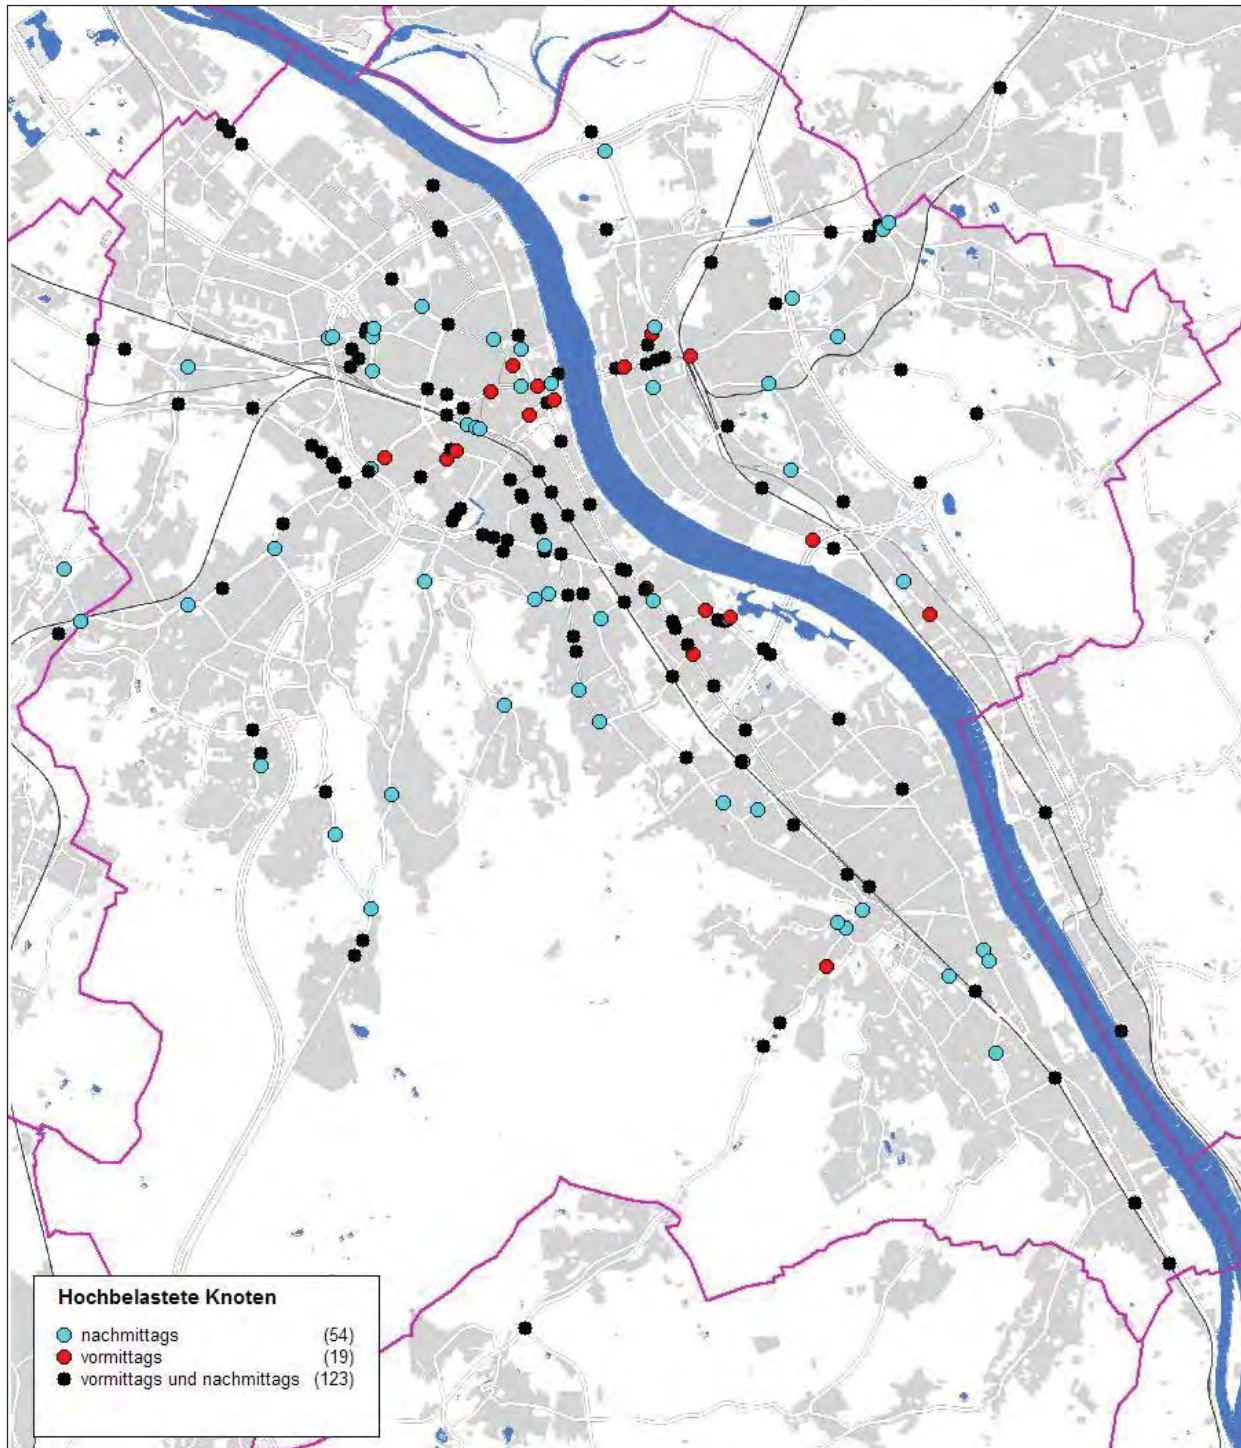 Hochbelastete Knoten
nachmittags (54)
vormittags (19)
vormittags und nachmittags (123)